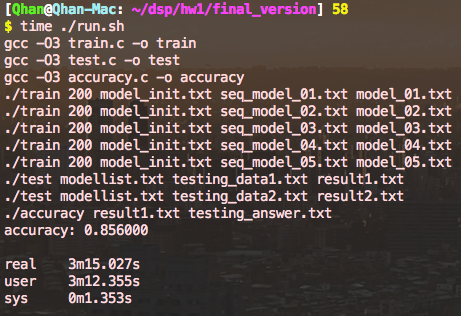 [Qhan@Qhan-Mac: ~/dsp/hw1/final_version] 58
$ time ./run.sh
gcc -O3 train.c -o train
gcc -O3 test.c -o test
gcc -O3 accuracy.c -o accuracy
./train 200 model_init.txt seq_model_01.txt model_01.txt
./train 200 model_init.txt seq_model_02.txt model_02.txt
./train 200 model_init.txt seq_model_03.txt model_03.txt
./train 200 model_init.txt seq_model_04.txt model_04.txt
./train 200 model_init.txt seq_model_05.txt model_05.txt
./test modellist.txt testing_data1.txt result1.txt
./test modellist.txt testing_data2.txt result2.txt
./accuracy result1.txt testing_answer.txt
accuracy: 0.856000
real 3m15.027s
user 3m12.355s
sys 0m1.353s